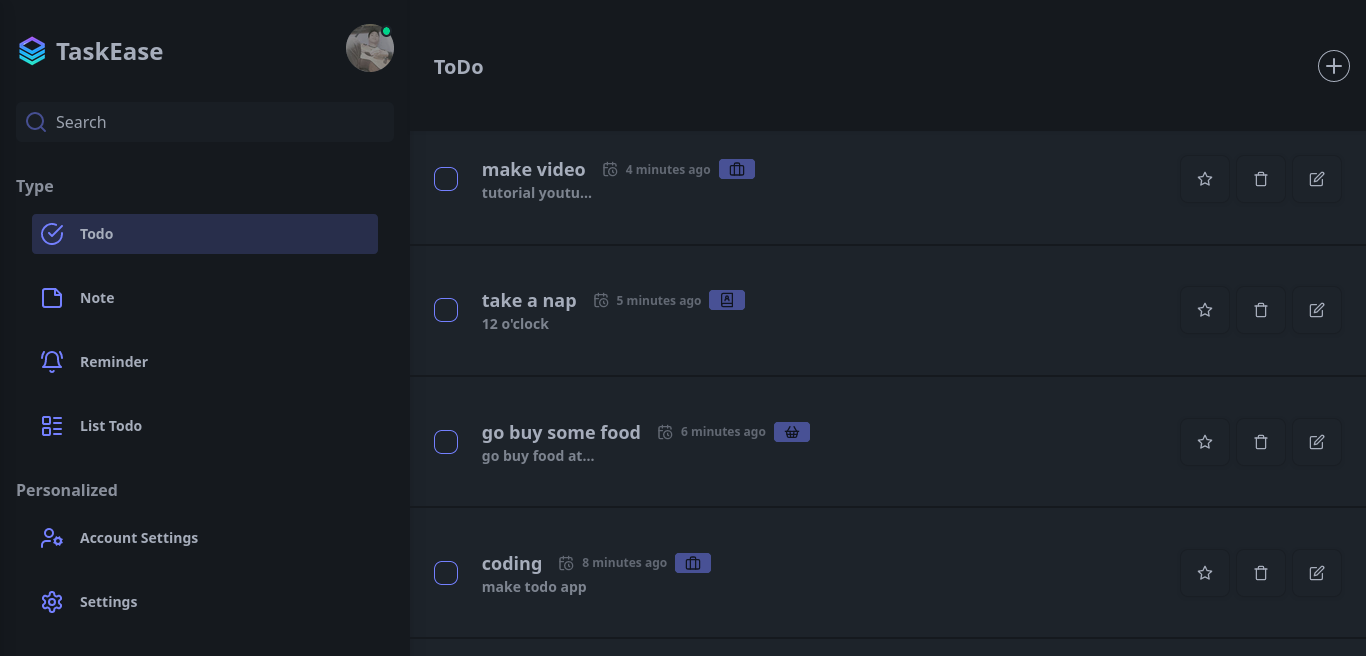 TaskEase
Search
Type
Todo
Note
Reminder
List Todo
Personalized
Account Settings
Settings
ToDo
make video 4 minutes ago
tutorial youtu...
take a nap 5 minutes ago
12 o'clock
go buy some food 6 minutes ago
go buy food at...
coding 8 minutes ago
make todo app